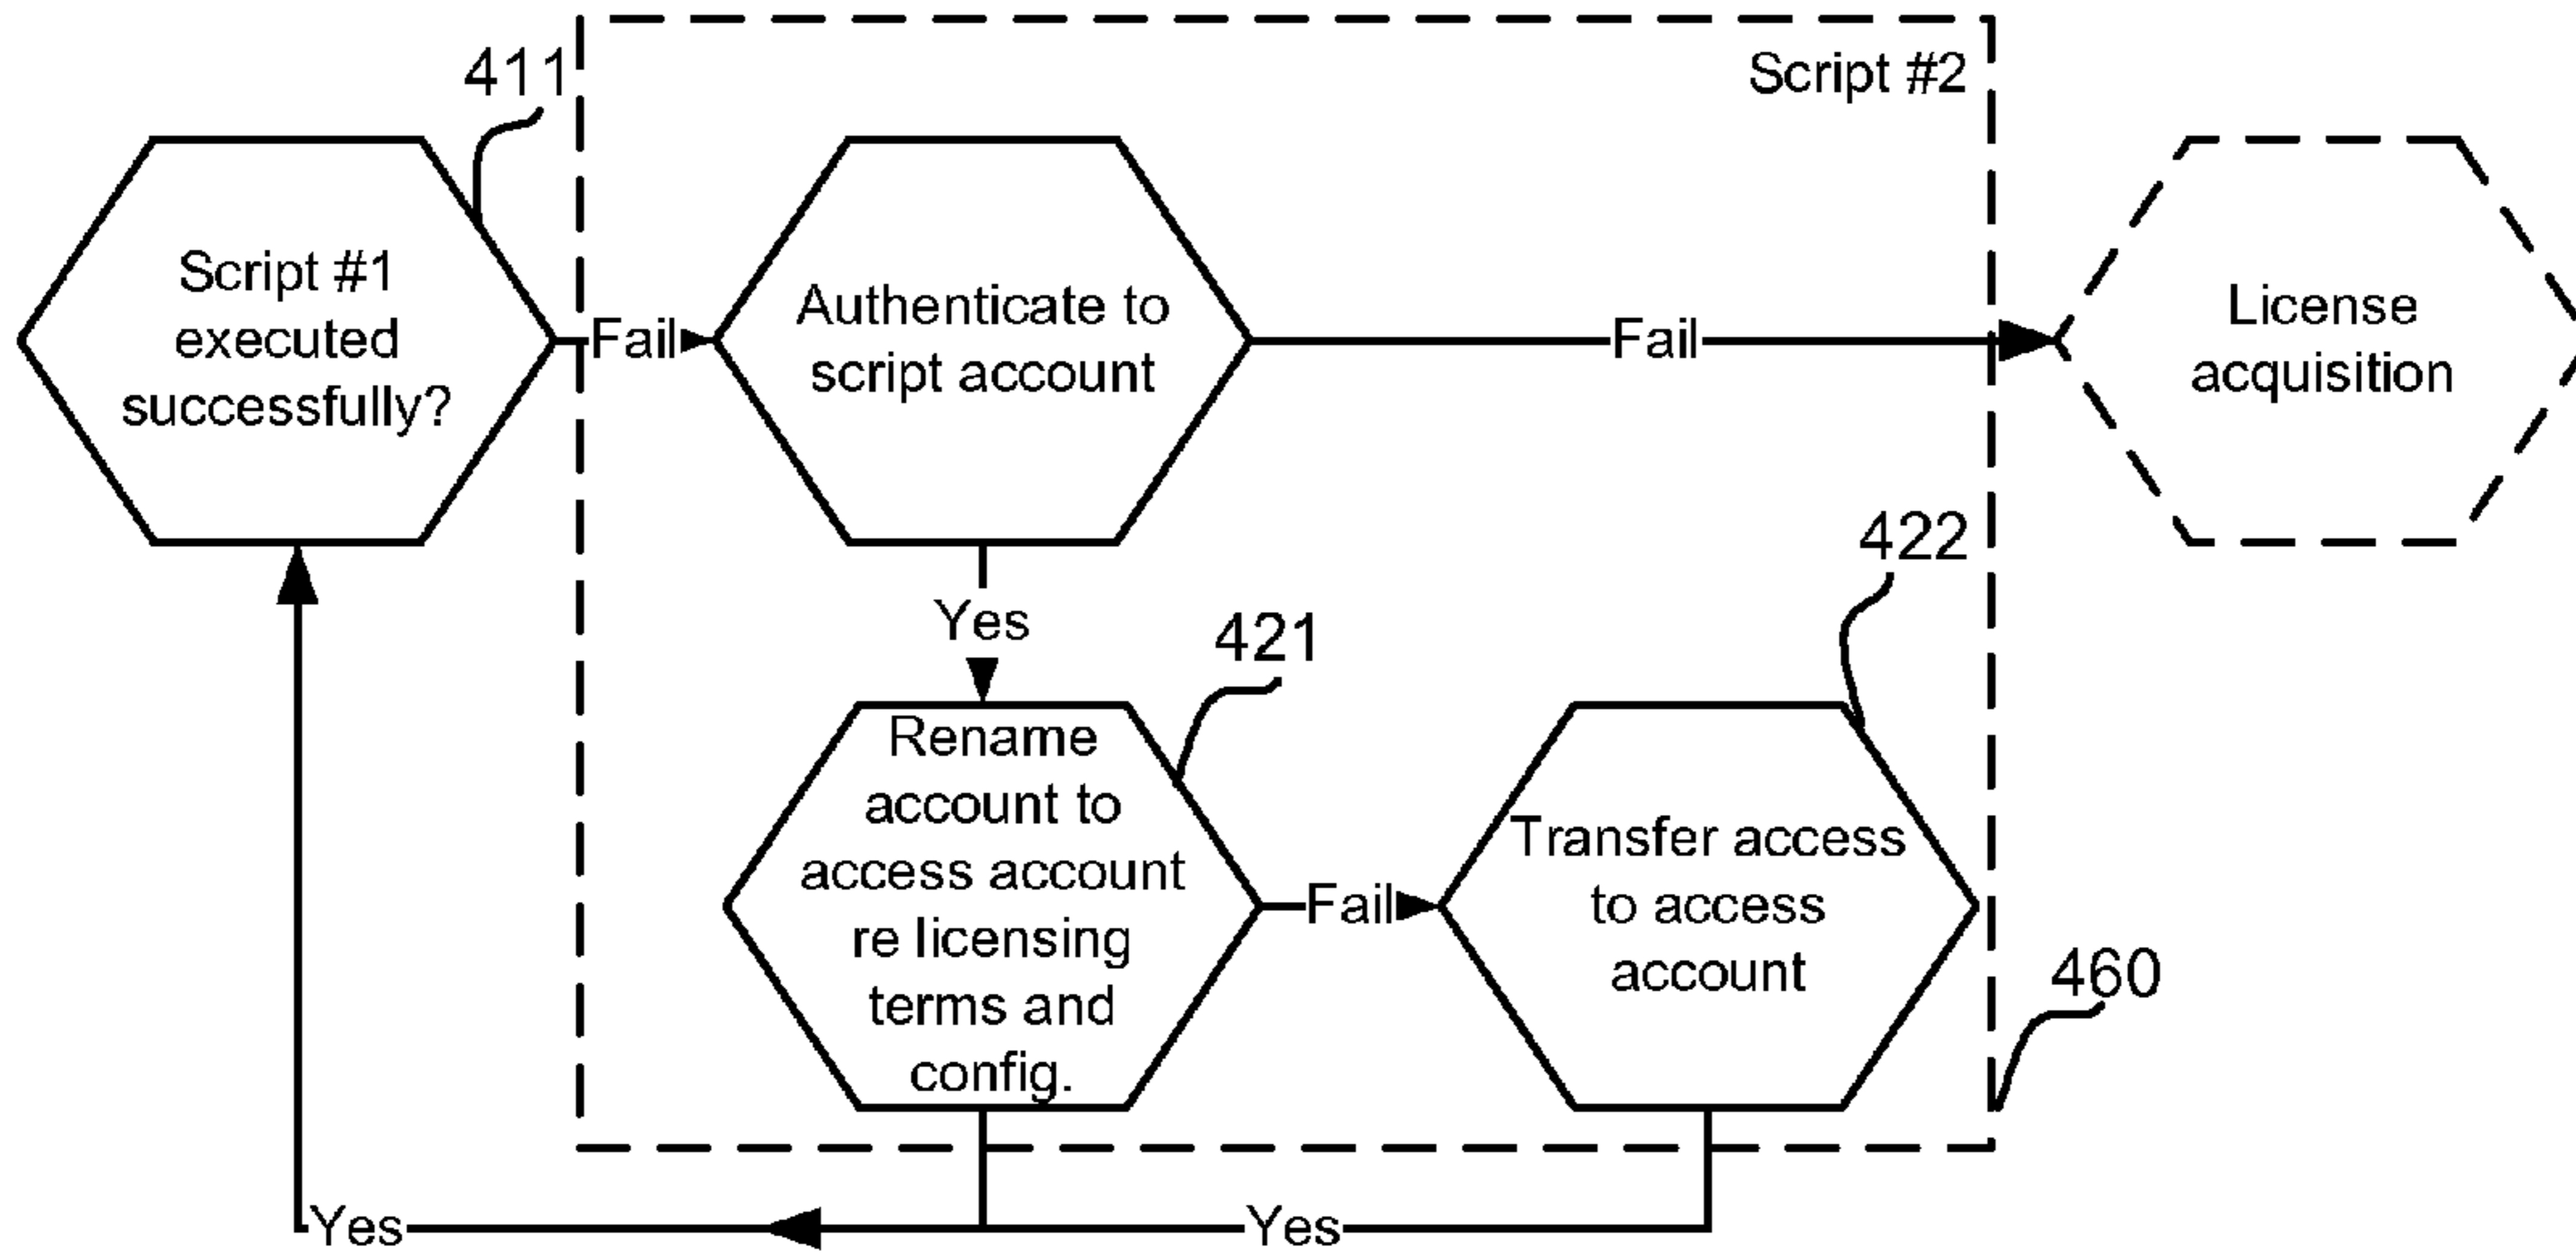 411
Script #2
Script #1
executed
successfully?
Fail
Authenticate to
script account
Fail
License
acquisition
422
Yes
421
Rename
account to
access account
re licensing
terms and
config.
Fail
Transfer access
to access
account
460
Yes
Yes